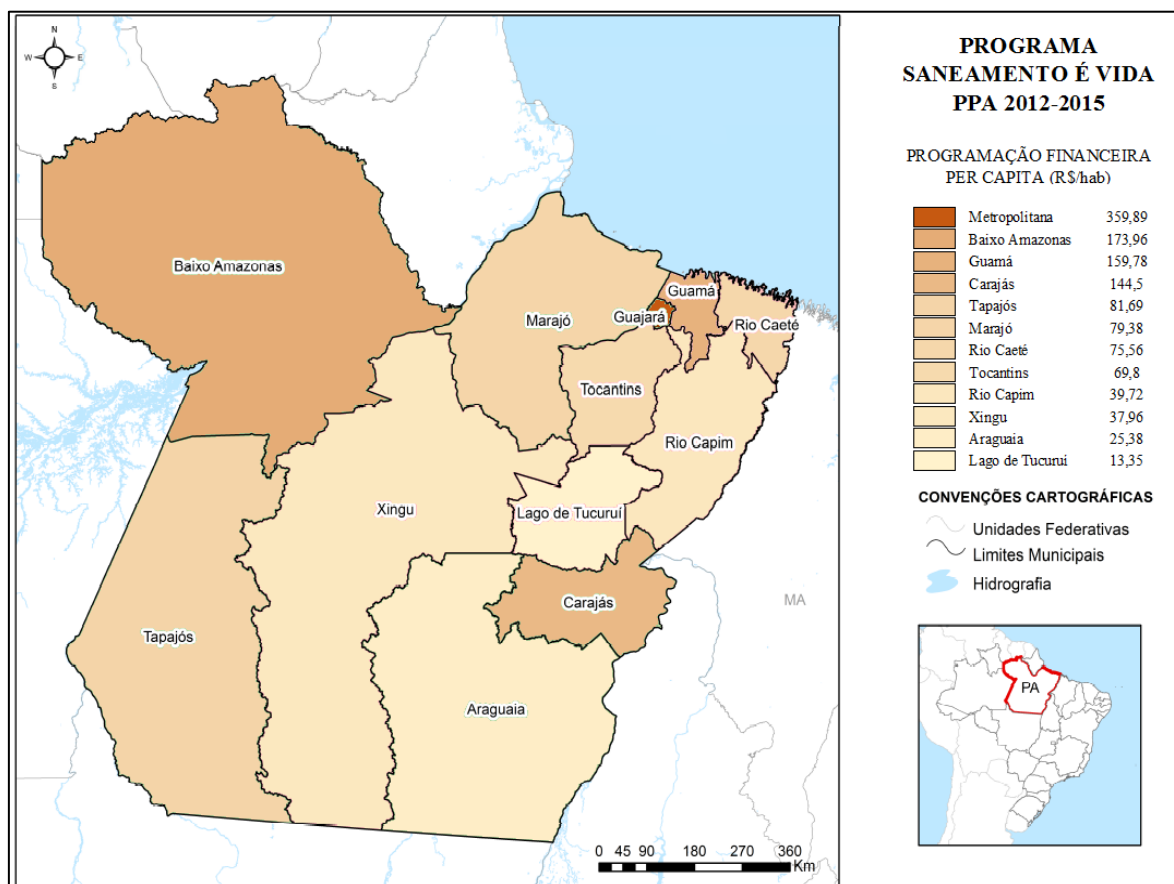 N
W E
S
Baixo Amazonas
Marajó
Guamá
Guajará
Rio Caeté
Tocantins
Rio Capim
Xingu
Lago de Tucuruí
Carajás
Tapajós
Araguaia
MA
0 45 90 180 270 360
Km
PROGRAMA
SANEAMENTO É VIDA
PPA 2012-2015
PROGRAMAÇÃO FINANCEIRA
PER CAPITA (R$/hab)
Metropolitana 359,89
Baixo Amazonas 173,96
Guamá 159,78
Carajás 144,5
Tapajós 81,69
Marajó 79,38
Rio Caeté 75,56
Tocantins 69,8
Rio Capim 39,72
Xingu 37,96
Araguaia 25,38
Lago de Tucuruí 13,35
CONVENÇÕES CARTOGRÁFICAS
Unidades Federativas
Limites Municipais
Hidrografia
PA